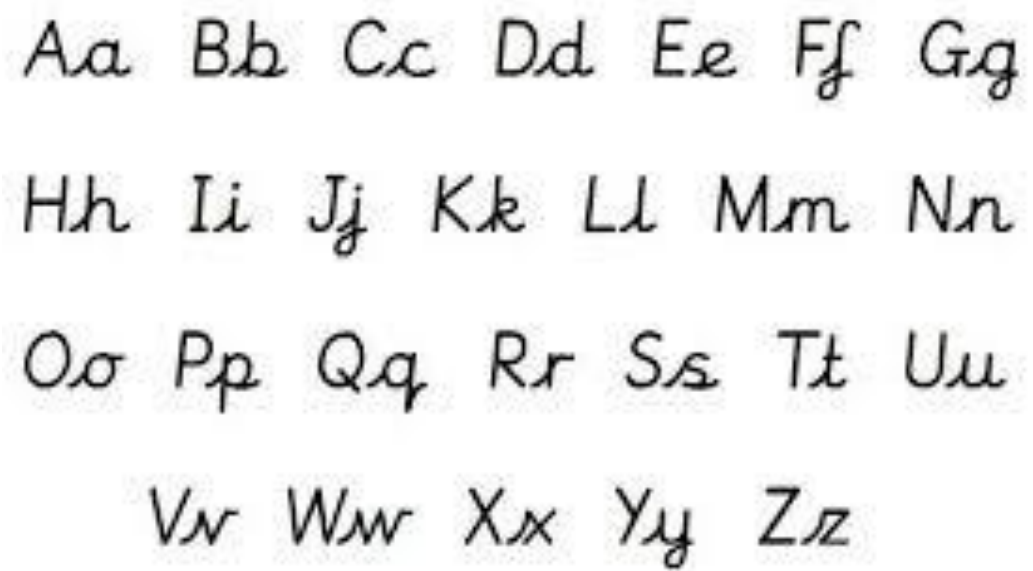 Aa Bb Cc Dd Ee Ff Gg
Hh Ii Jj Kk Ll Mm Nn
Oo Pp Qq Rr Ss Tt Uu
Vv Ww Xx Yy Zz